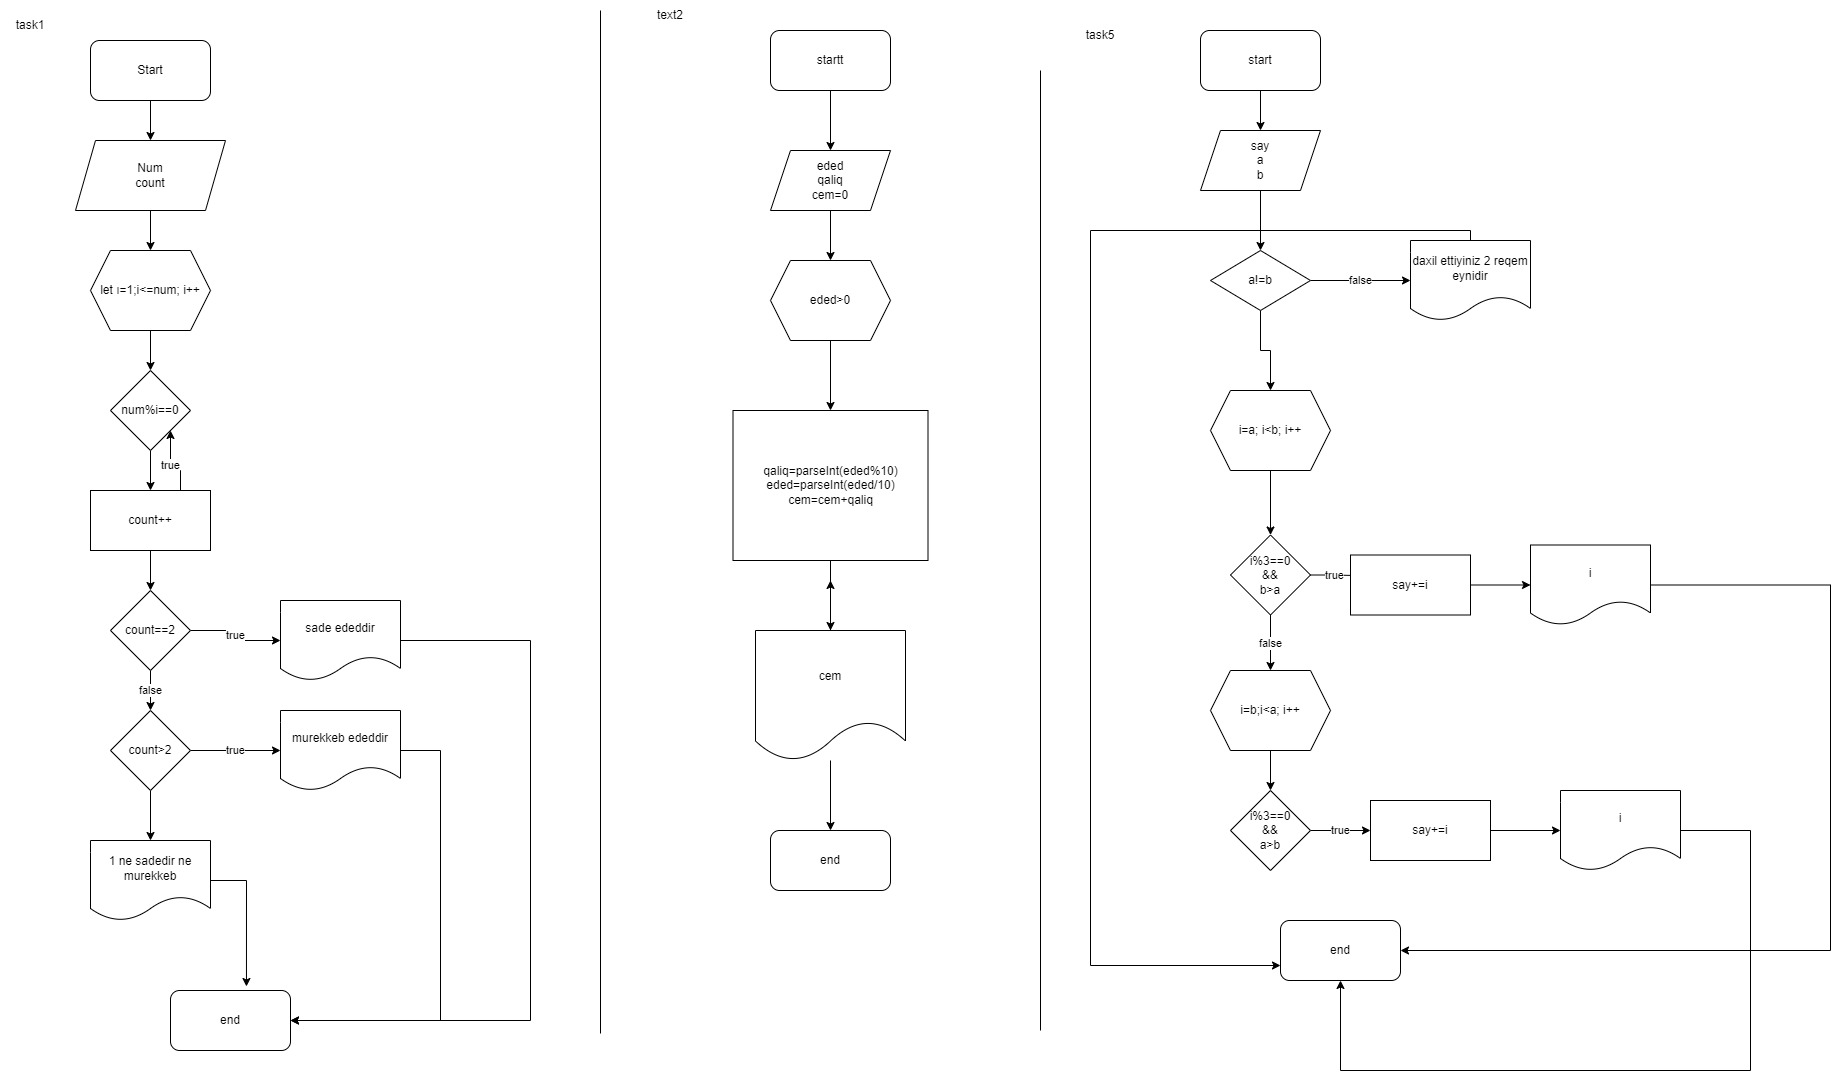 task1
Start
Num
count
let i=1;i<=num; i++
num%i==0
true
count++
count==2
true
sade ededdir
false
count>2
true
murekkeb ededdir
1 ne sadedir ne
murekkeb
end
text2
startt
eded
qaliq
cem=0
eded>0
qaliq=parseInt(eded%10)
eded=parseInt(eded/10)
cem=cem+qaliq
cem
end
task5
start
say
a
b
a!=b
false
daxil ettiyiniz 2 reqem
eynidir
i=a; i<b; i++
i%3==0
&&
b>a
true
say+=i
i
false
i=b;i<a; i++
i%3==0
&&
a>b
true
say+=i
i
end